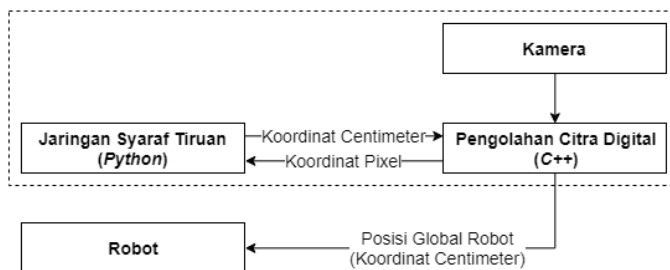 Kamera
Jaringan Syaraf Tiruan
(Python)
Koordinat Centimeter
Koordinat Pixel
Pengolahan Citra Digital
(C++)
Robot
Posisi Global Robot
(Koordinat Centimeter)